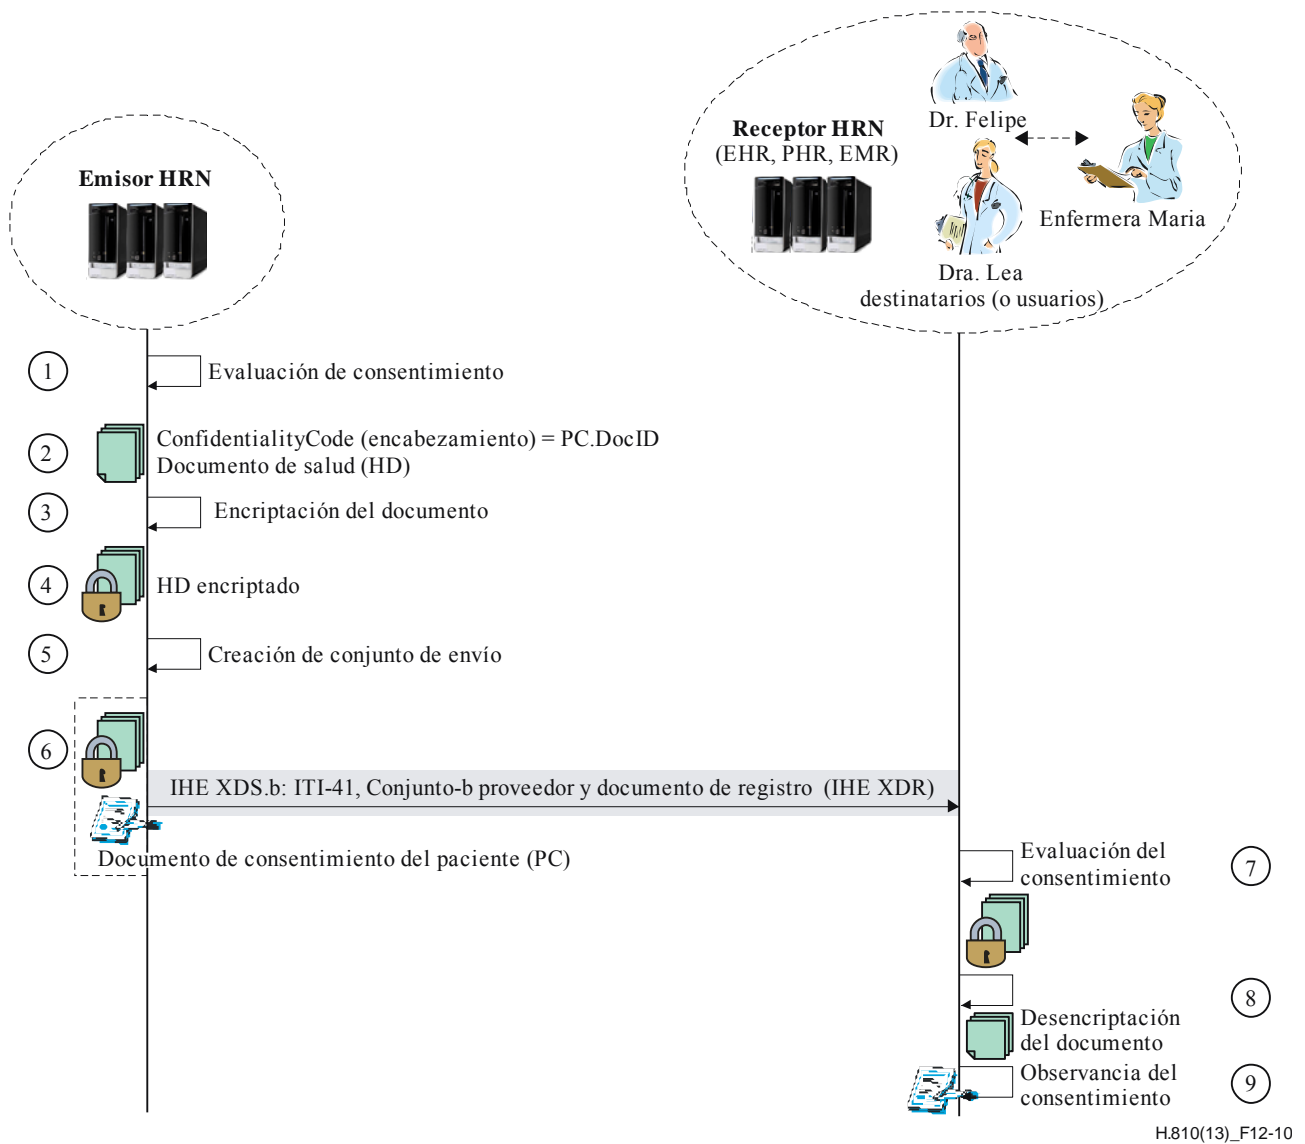 Emisor HRN
Receptor HRN
(EHR, PHR, EMR)
Dr. Felipe
Enfermera Maria
Dra. Lea
destinatarios (o usuarios)
1
Evaluación de consentimiento
2
ConfidentialityCode (encabezamiento) = PC.DocID
Documento de salud (HD)
3
Encriptación del documento
4
HD encriptado
5
Creación de conjunto de envío
6
IHE XDS.b: ITI-41, Conjunto-b proveedor y documento de registro (IHE XDR)
Documento de consentimiento del paciente (PC)
Evaluación del
consentimiento
7
8
Desencriptación
del documento
Observancia del
consentimiento
9
H.810(13)_F12-10